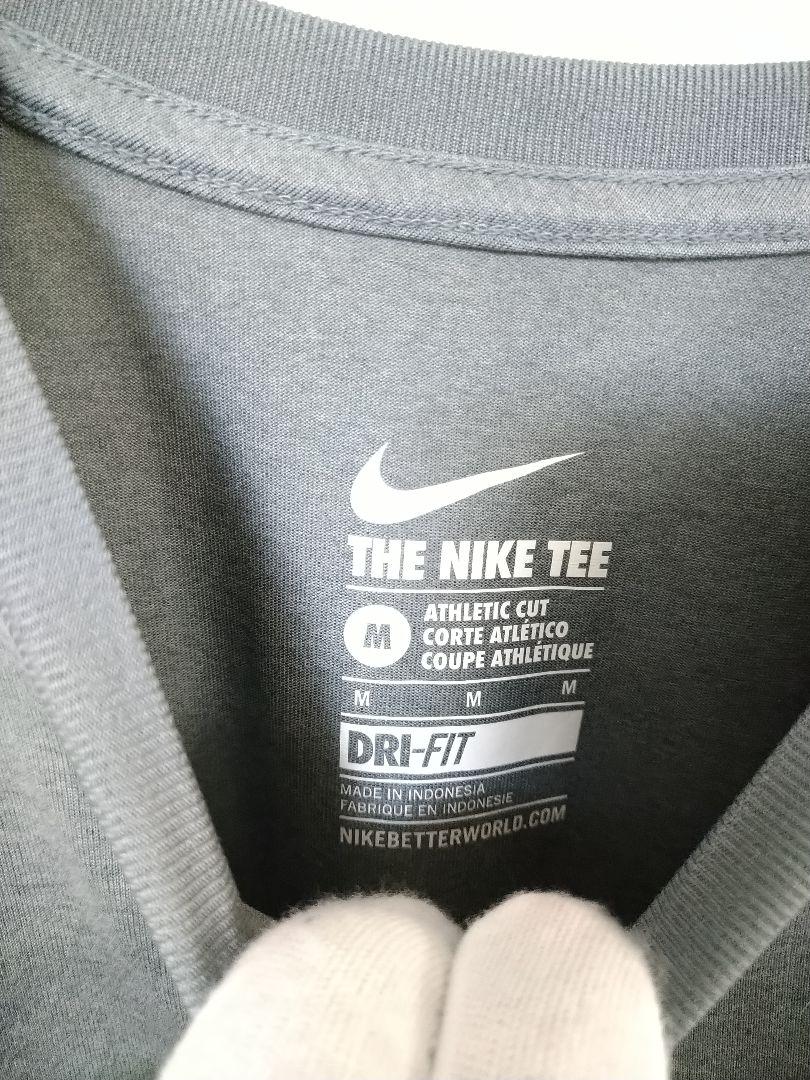 THE NIKE TEE
M
ATHLETIC CUT
CORTE ATLÉTICO
COUPE ATHLÉTIQUE
M M M
DRI-FIT
MADE IN INDONESIA
FABRIQUE EN INDONESIE
NIKEBETTERWORLD.COM